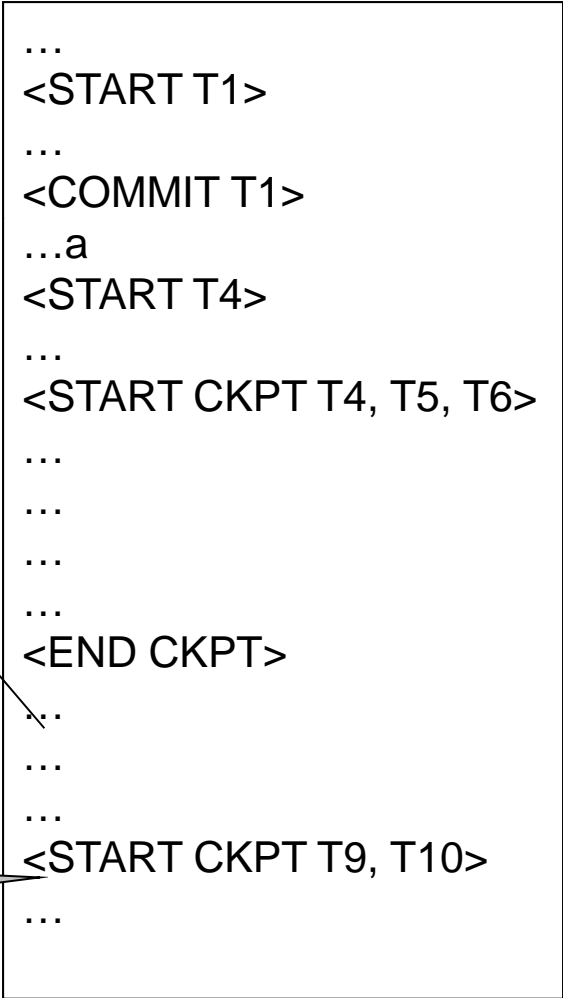 …
<START T1>
…
<COMMIT T1>
…a
<START T4>
…
<START CKPT T4, T5, T6>
…
…
…
…
<END CKPT>
…
…
…
<START CKPT T9, T10>
…